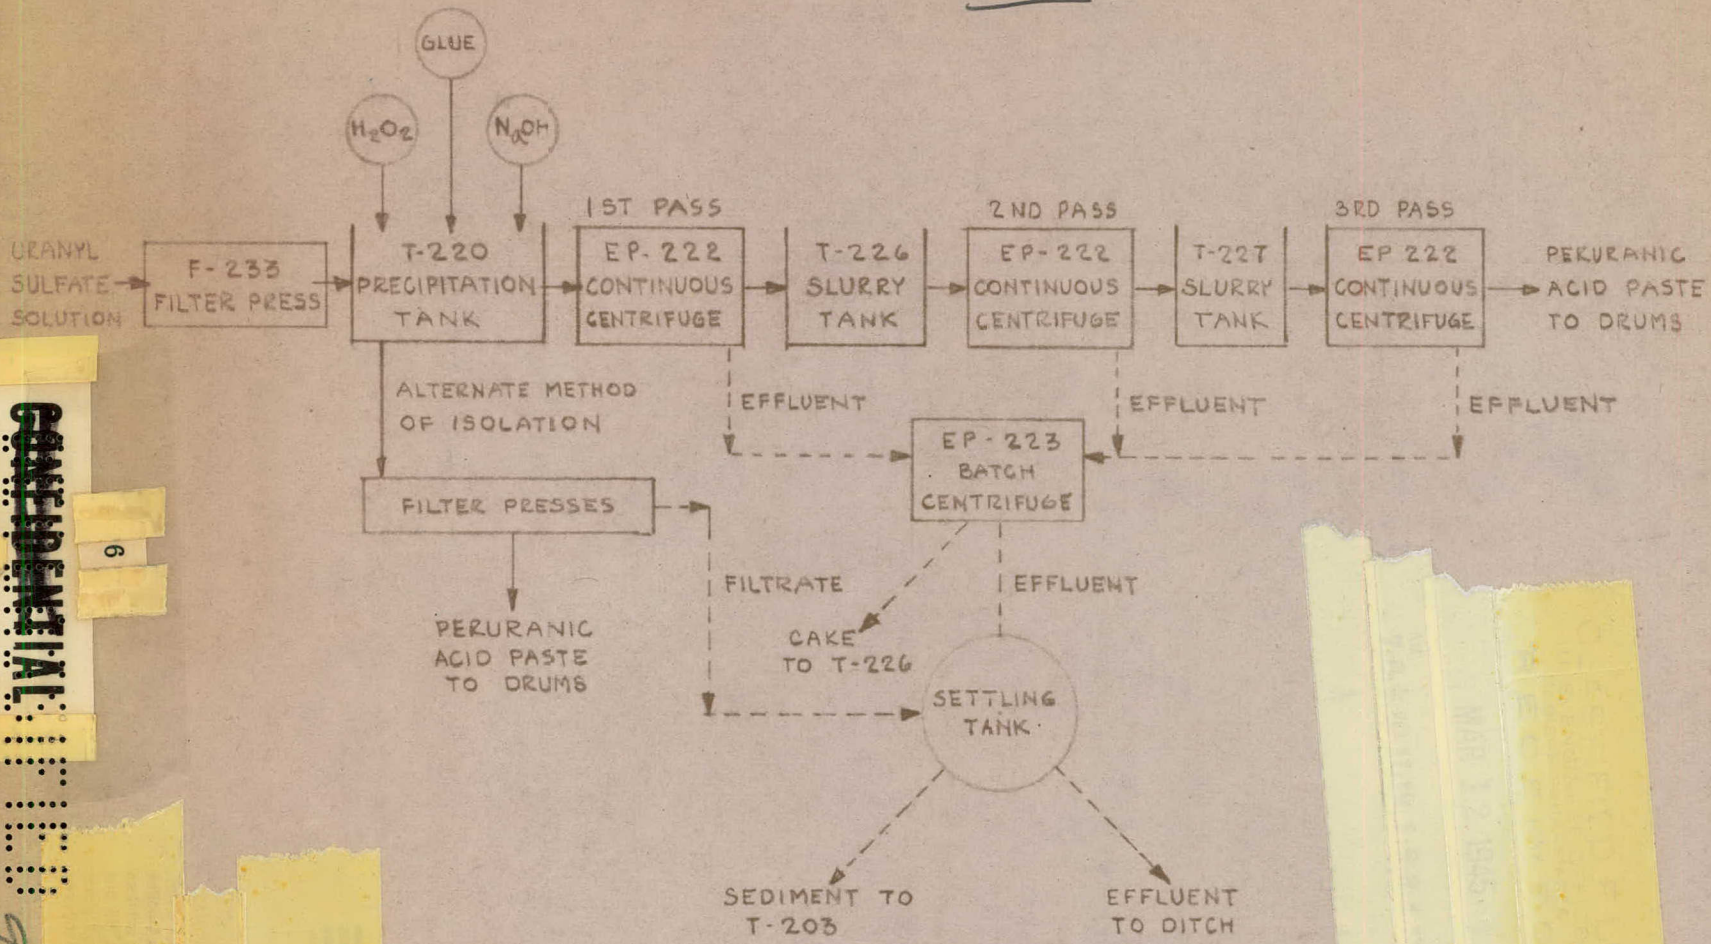 GLUE
H₂O₂
NaOH
1ST PASS
2ND PASS
3RD PASS
URANYL
SULFATE
SOLUTION
F-233
FILTER PRESS
T-220
PRECIPITATION
TANK
EP-222
CONTINUOUS
CENTRIFUGE
T-226
SLURRY
TANK
EP-222
CONTINUOUS
CENTRIFUGE
T-227
SLURRY
TANK
EP 222
CONTINUOUS
CENTRIFUGE
PERURANIC
ACID PASTE
TO DRUMS
ALTERNATE METHOD
OF ISOLATION
EFFLUENT
EFFLUENT
EFFLUENT
EP-223
BATCH
CENTRIFUGE
FILTER PRESSES
FILTRATE
EFFLUENT
PERURANIC
ACID PASTE
TO DRUMS
CAKE
TO T-226
SETTLING
TANK
SEDIMENT TO
T-203
EFFLUENT
TO DITCH
CONFIDENTIAL
6